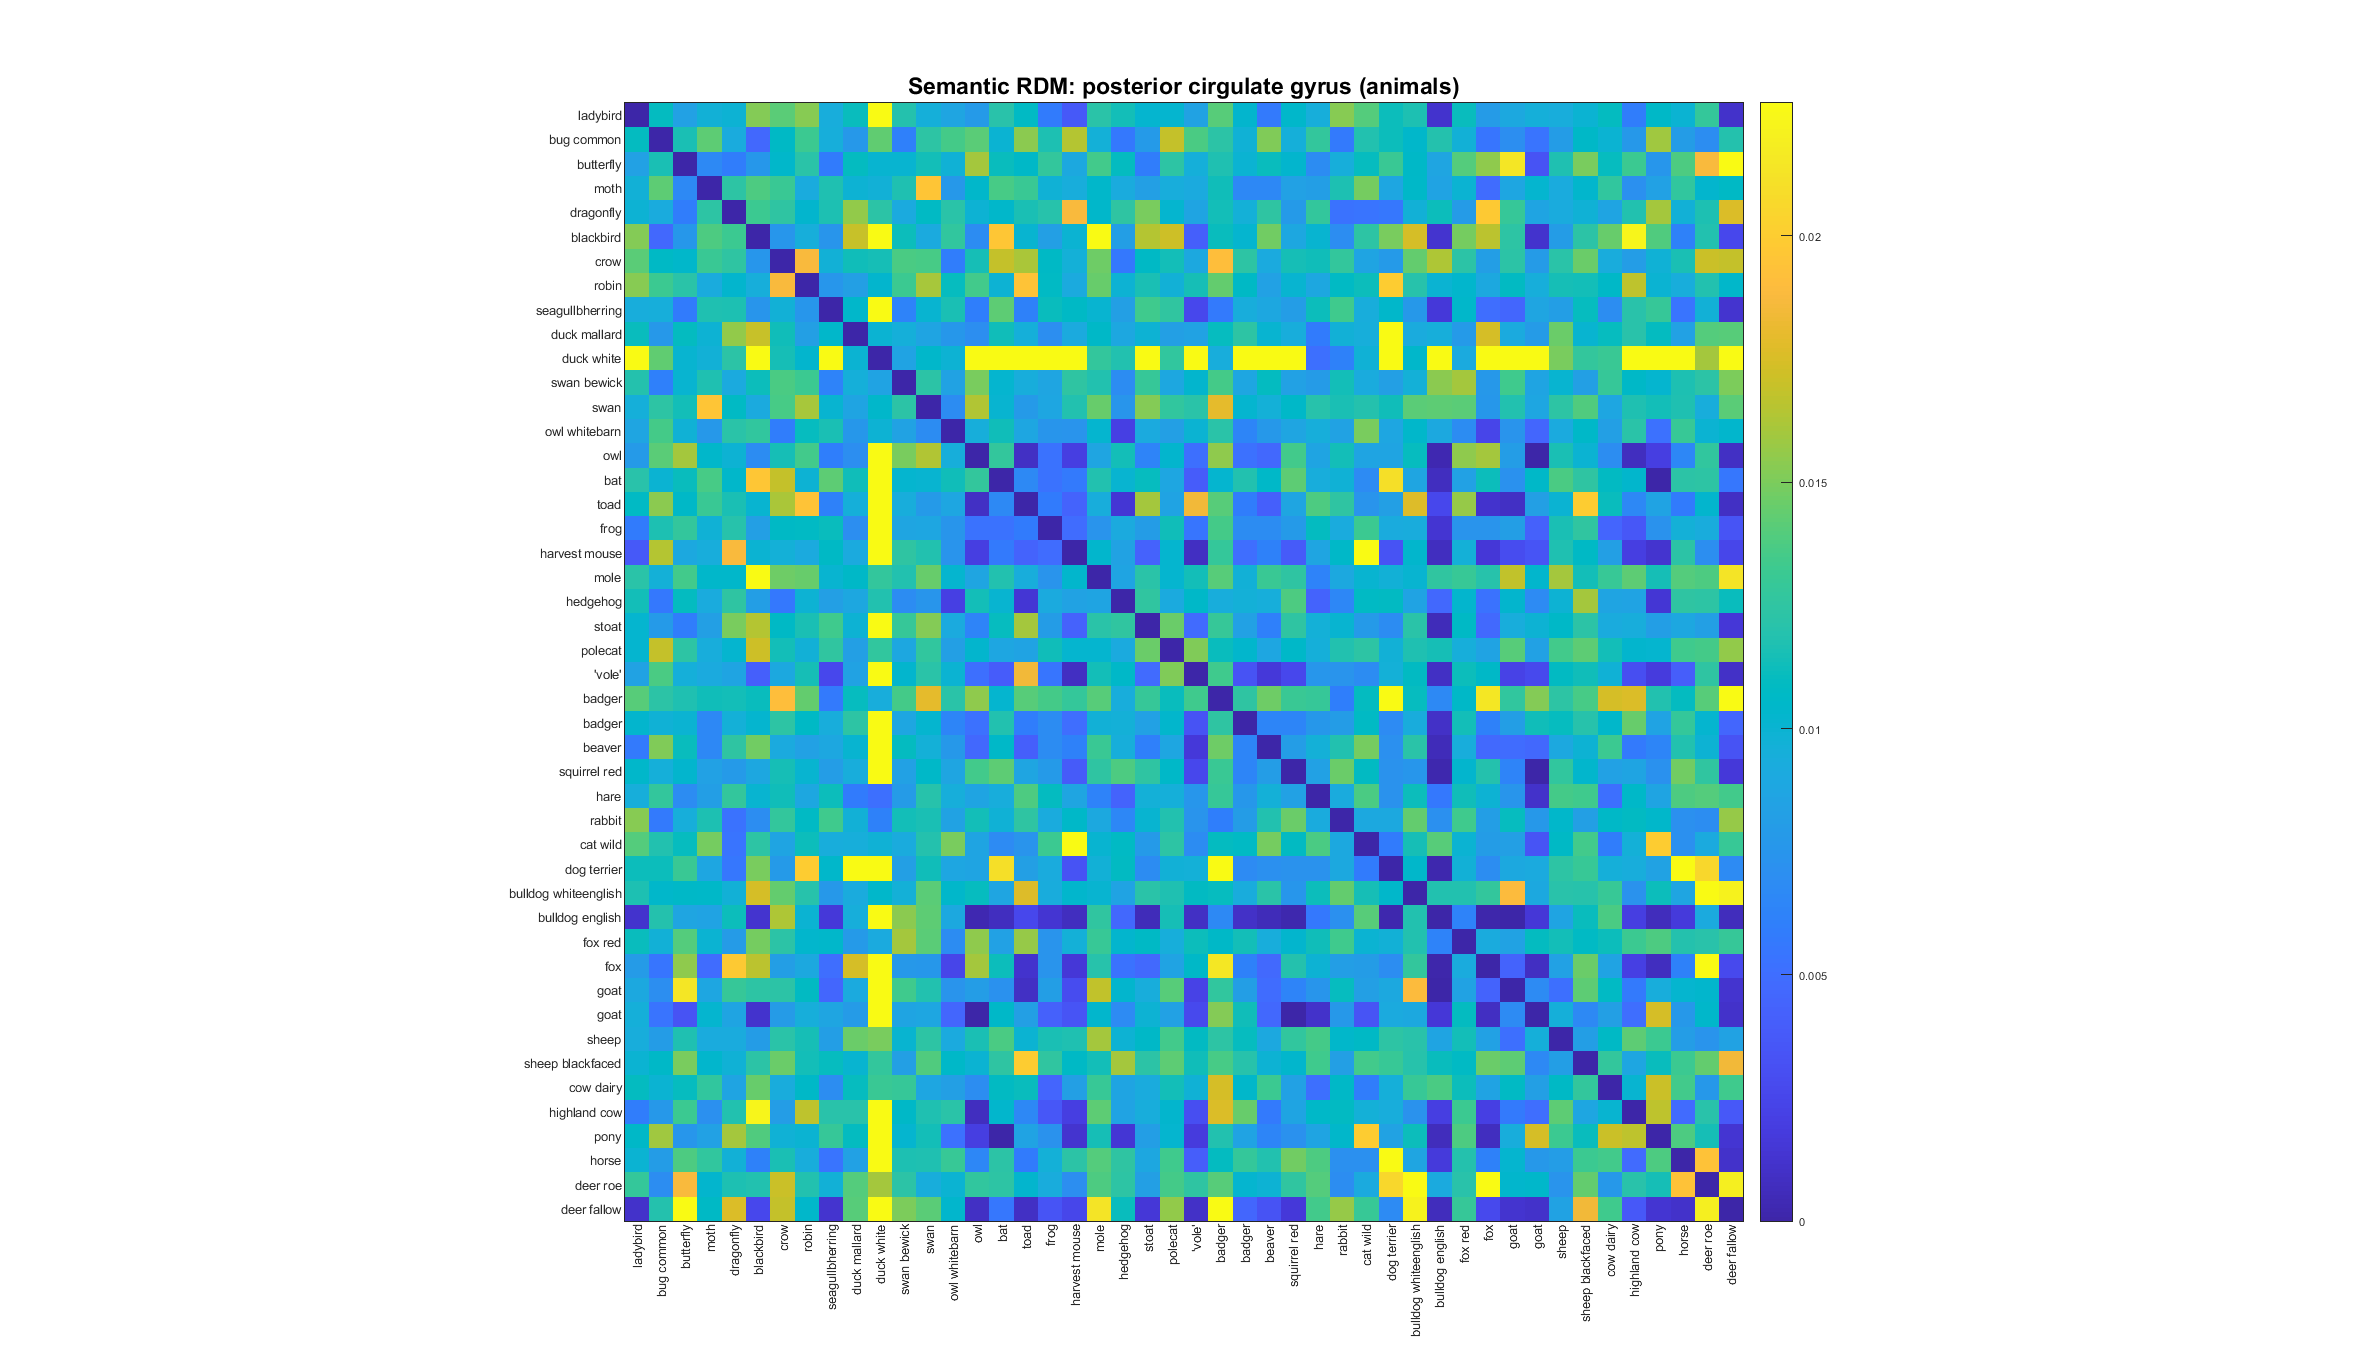 Semantic RDM: posterior cirgulate gyrus (animals)
ladybird
bug common
butterfly
moth
dragonfly
blackbird
crow
robin
seagullbherring
duck mallard
duck white
swan bewick
swan
owl whitebarn
owl
bat
toad
frog
harvest mouse
mole
hedgehog
stoat
polecat
'vole'
badger
badger
beaver
squirrel red
hare
rabbit
cat wild
dog terrier
bulldog whiteenglish
bulldog english
fox red
fox
goat
goat
sheep
sheep blackfaced
cow dairy
highland cow
pony
horse
deer roe
deer fallow
ladybird
bug common
butterfly
moth
dragonfly
blackbird
crow
robin
seagullbherring
duck mallard
duck white
swan bewick
swan
owl whitebarn
owl
bat
toad
frog
harvest mouse
mole
hedgehog
stoat
polecat
'vole'
badger
badger
beaver
squirrel red
hare
rabbit
cat wild
dog terrier
bulldog whiteenglish
bulldog english
fox red
fox
goat
goat
sheep
sheep blackfaced
cow dairy
highland cow
pony
horse
deer roe
deer fallow
0.02
0.015
0.01
0.005
0